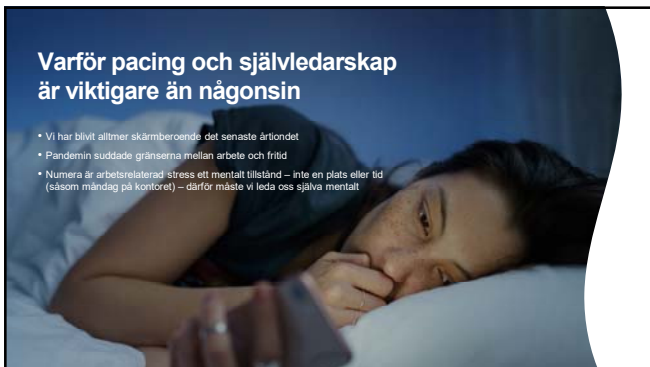 Varför pacing och självledarskap
är viktigare än någonsin
• Vi har blivit alltmer skärmberoende det senaste årtiondet
• Pandemin suddade gränserna mellan arbete och fritid
• Numera är arbetsrelaterad stress ett mentalt tillstånd – inte en plats eller tid
(såsom måndag på kontoret) – därför måste vi leda oss själva mentalt